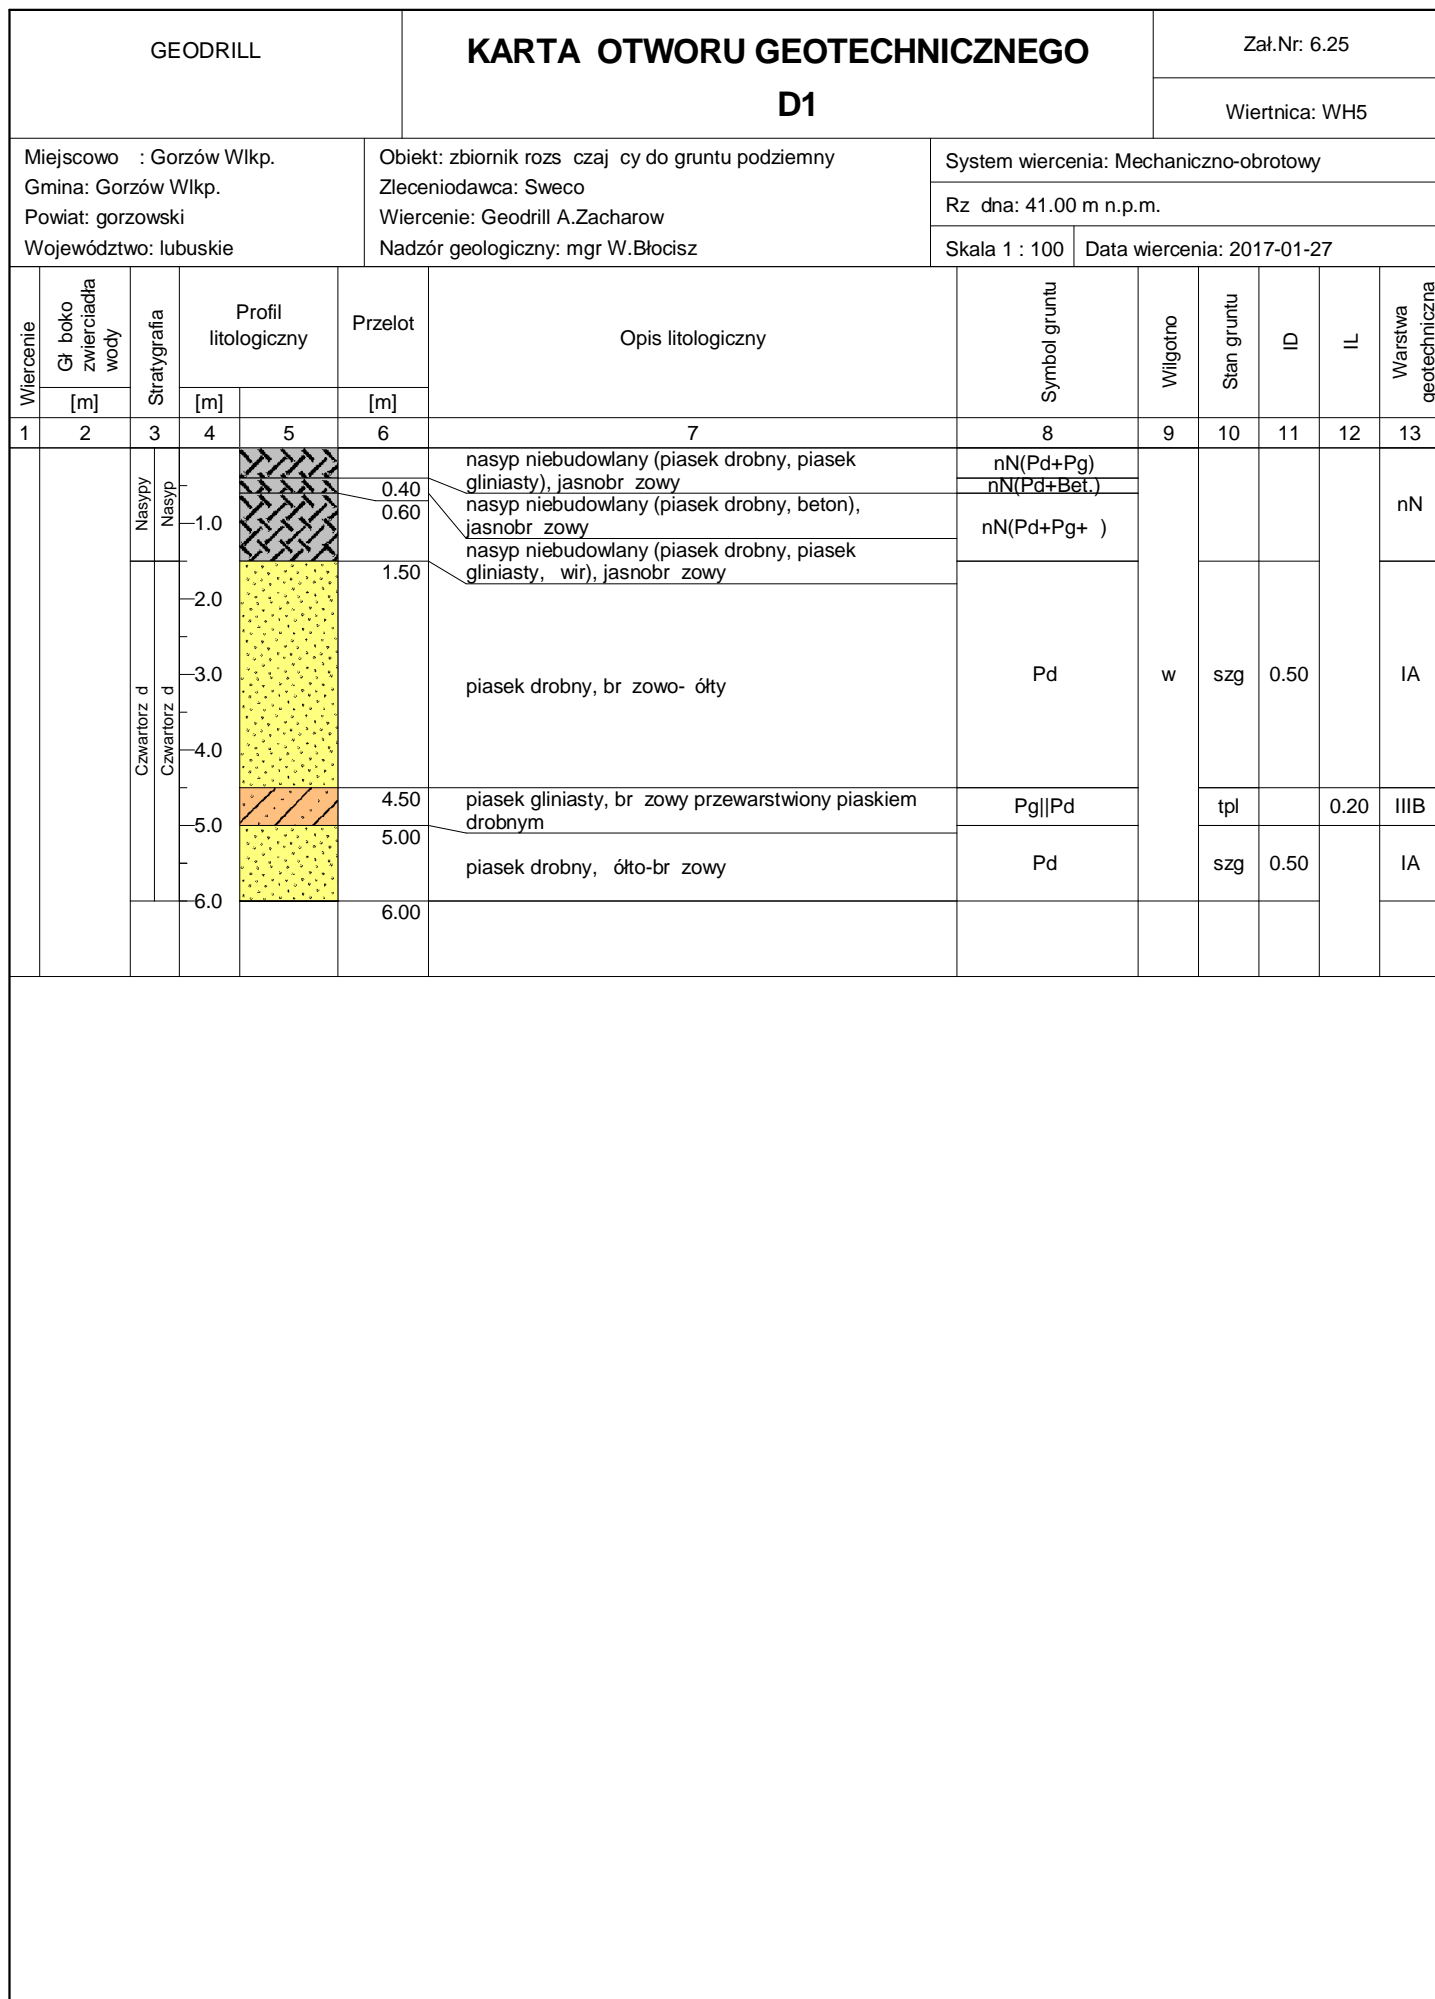 GEODRILL
KARTA OTWORU GEOTECHNICZNEGO
D1
Zał.Nr: 6.25
Wiertnica: WH5
Miejscowo : Gorzów Wlkp.
Gmina: Gorzów Wlkp.
Powiat: gorzowski
Województwo: lubuskie
Obiekt: zbiornik rozs czaj cy do gruntu podziemny
Zleceniodawca: Sweco
Wiercenie: Geodrill A.Zacharow
Nadzór geologiczny: mgr W.Błocisz
System wiercenia: Mechaniczno-obrotowy
Rz dna: 41.00 m n.p.m.
Skala 1 : 100
Data wiercenia: 2017-01-27
Wiercenie
Gł boko
zwierciadła
wody
[m]
Stratygrafia
Profil
litologiczny
[m]
Przelot
[m]
Opis litologiczny
Symbol gruntu
Wilgotno
Stan gruntu
ID
IL
Warstwa
geotechniczna
1 2 3 4 5 6 7 8 9 10 11 12 13
Nasypy
Nasyp
Czwartorz d
Czwartorz d
1.0
2.0
3.0
4.0
5.0
6.0
0.40
0.60
1.50
4.50
5.00
6.00
nasyp niebudowlany (piasek drobny, piasek
gliniasty), jasnobr zowy
nasyp niebudowlany (piasek drobny, beton),
jasnobr zowy
nasyp niebudowlany (piasek drobny, piasek
gliniasty, wir), jasnobr zowy
piasek drobny, br zowo- ółty
piasek gliniasty, br zowy przewarstwiony piaskiem
drobnym
piasek drobny, ółto-br zowy
nN(Pd+Pg)
nN(Pd+Bet.)
nN(Pd+Pg+ )
Pd
Pg||Pd
Pd
w
szg
tpl
szg
0.50
0.50
0.20
nN
IA
IIIB
IA